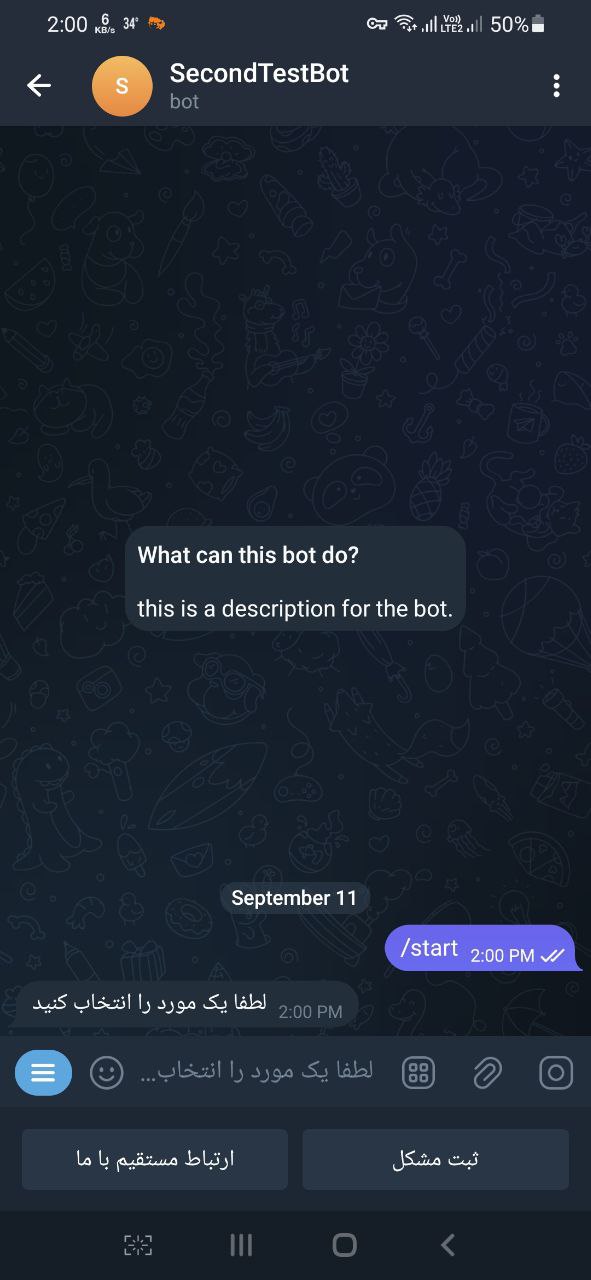 2:00 6 KB/s 34° Vo)) LTE2 50%
S
SecondTestBot
bot
What can this bot do?
this is a description for the bot.
September 11
/start 2:00 PM
لطفا یک مورد را انتخاب کنید 2:00 PM
لطفا یک مورد را انتخاب...
ارتباط مستقیم با ما
ثبت مشکل